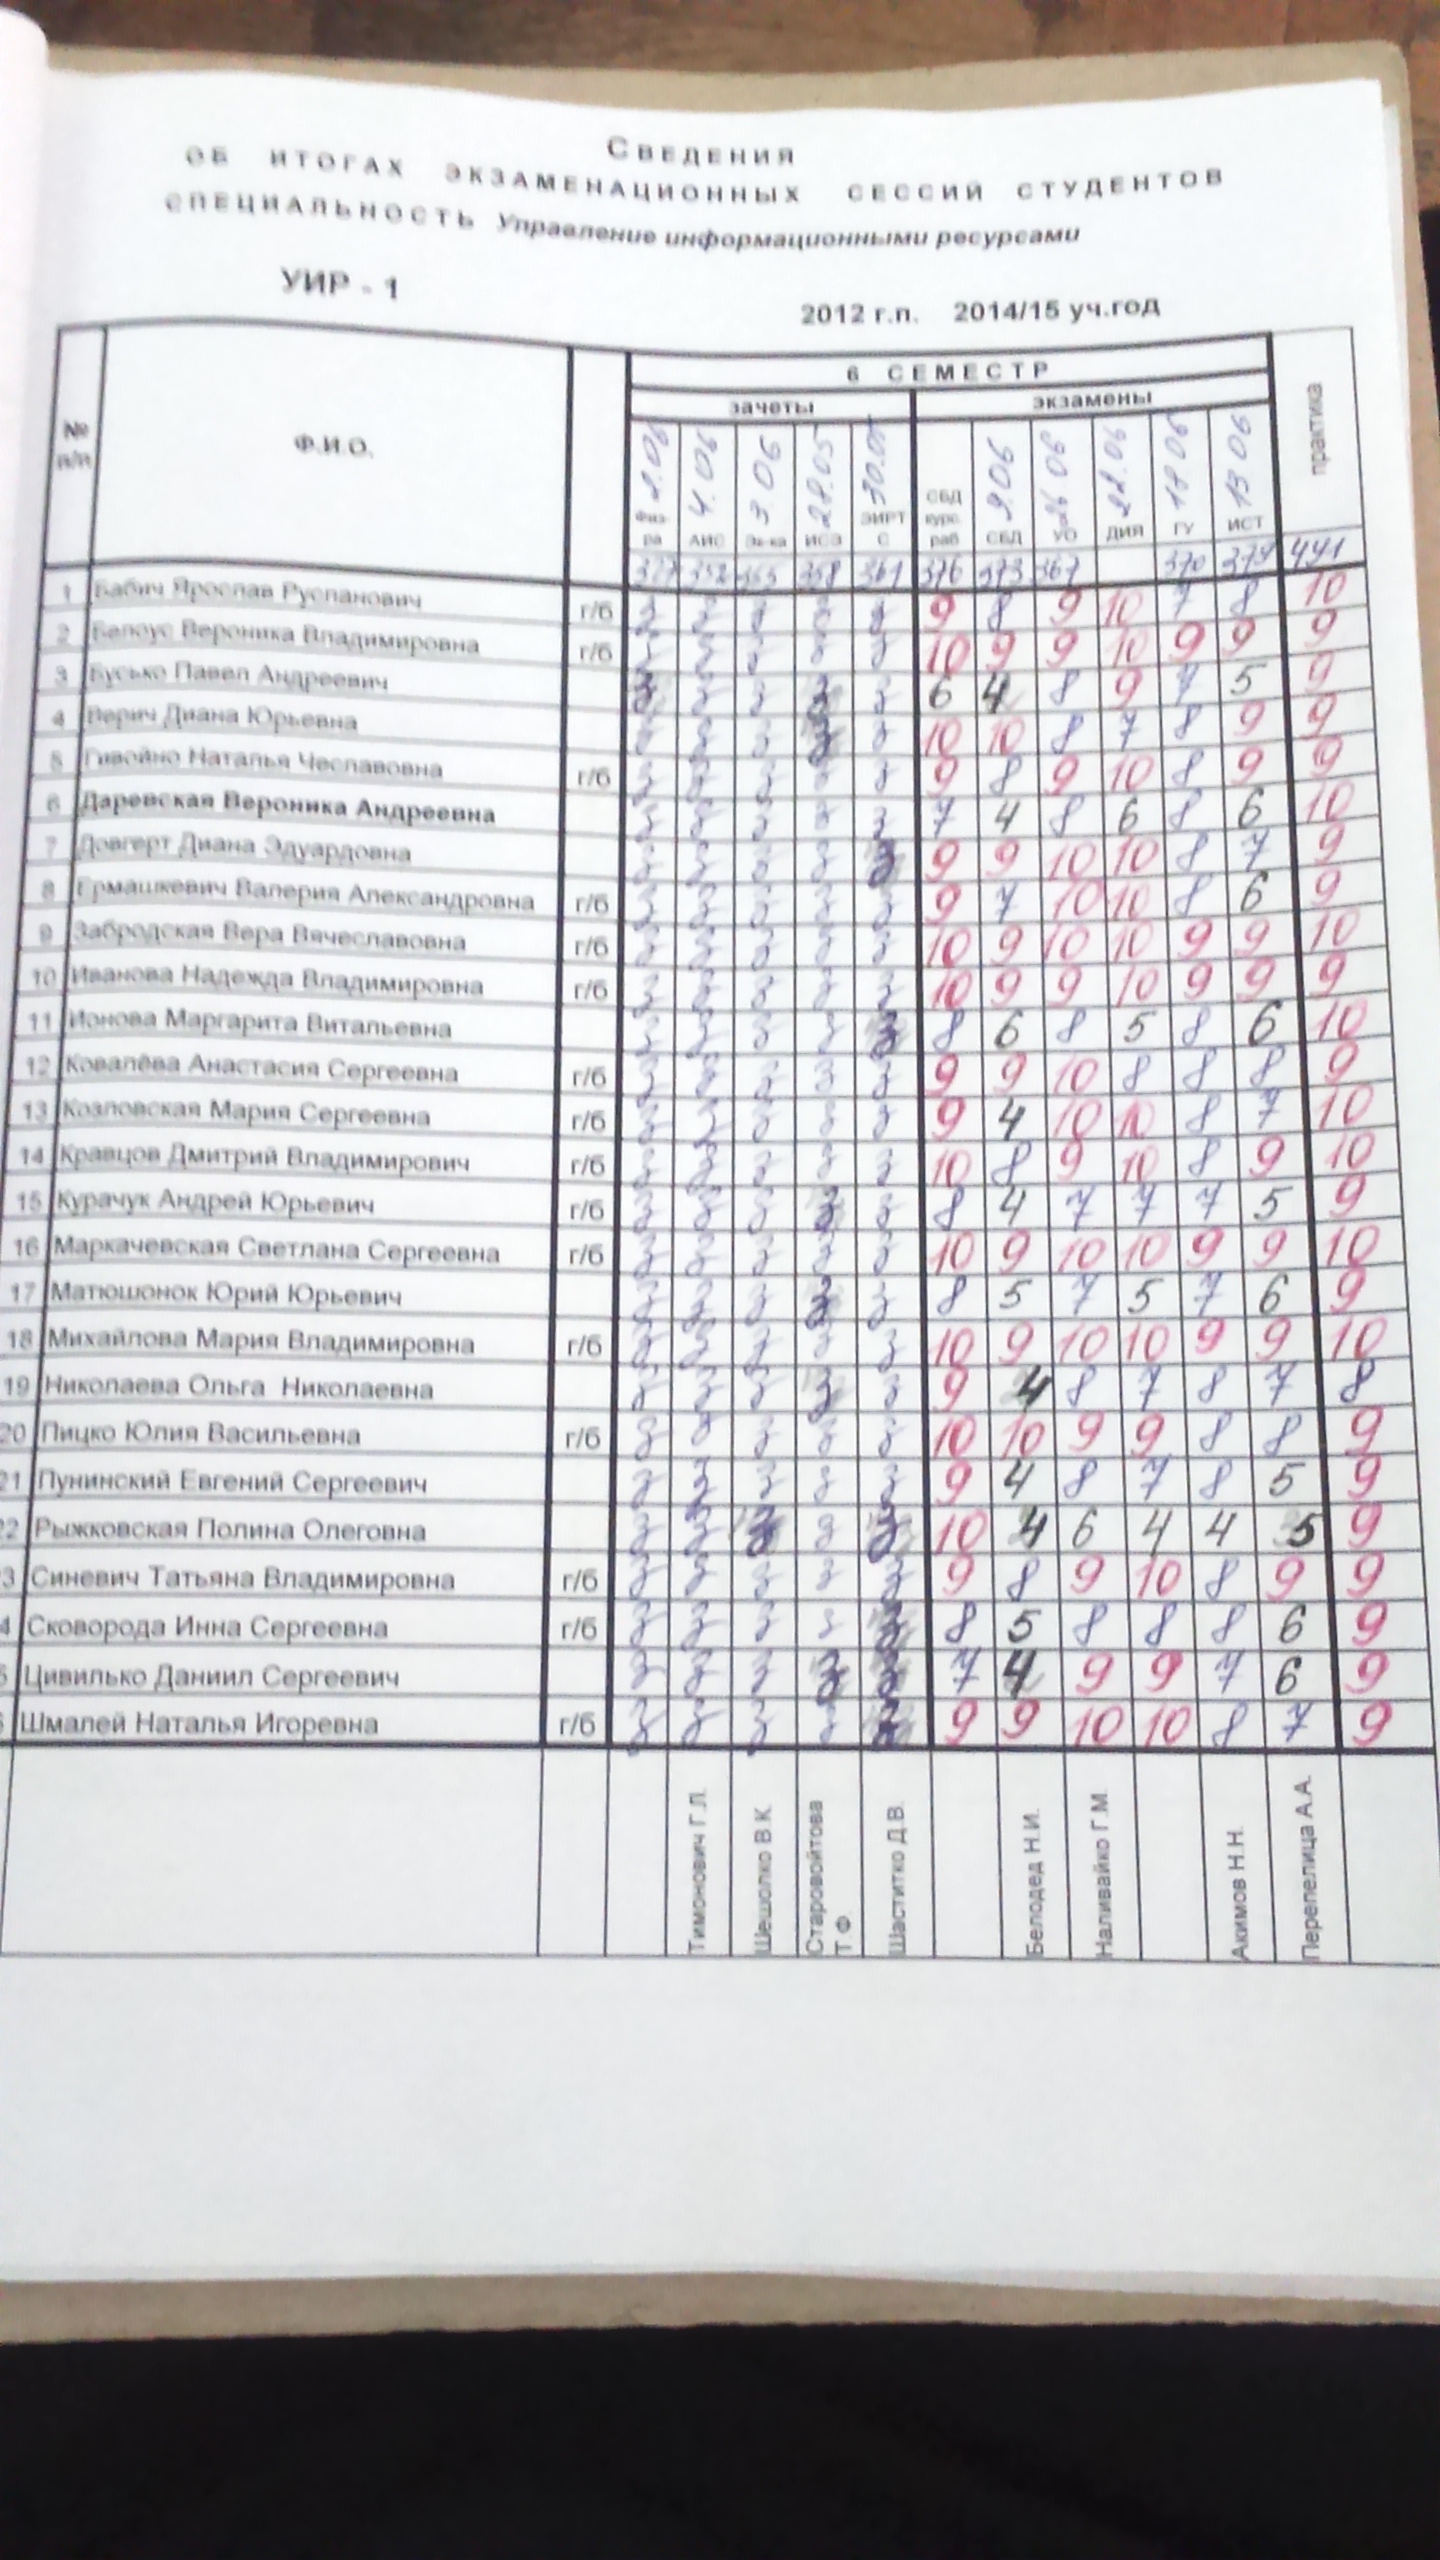 СВЕДЕНИЯ
ОБ ИТОГАХ ЭКЗАМЕНАЦИОННЫХ СЕССИЙ СТУДЕНТОВ
СПЕЦИАЛЬНОСТЬ Управление информационными ресурсами
УИР - 1
2012 г.п. 2014/15 уч.год
6 СЕМЕСТР
зачеты экзамены
№ п/п Ф.И.О. практика
4.06 3.06 28.05 30.05 9.06 26.06 22.06 18.06 13.06
Физ-ра АИС Эк-ка ИСЭ ЭИРТС СБД курс. раб СБД УО ДИЯ ГУ ИСТ
377 352 365 358 361 376 373 367 370 379 441
1 Бабич Ярослав Русланович г/б з з з з з 9 8 9 10 7 8 10
2 Белоус Вероника Владимировна г/б з з з з з 10 9 9 10 9 9 9
3 Бусько Павел Андреевич з з з з з 6 4 8 9 7 5 9
4 Верич Диана Юрьевна з з з з з 10 10 8 7 8 9 9
5 Гивойно Наталья Чеславовна г/б з з з з з 9 8 9 10 8 9 9
6 Даревская Вероника Андреевна з з з з з 7 4 8 6 8 6 10
7 Довгерт Диана Эдуардовна з з з з з 9 9 10 10 8 7 9
8 Ермашкевич Валерия Александровна г/б з з з з з 9 7 10 10 8 6 9
9 Забродская Вера Вячеславовна г/б з з з з з 10 9 10 10 9 9 10
10 Иванова Надежда Владимировна г/б з з з з з 10 9 9 10 9 9 9
11 Ионова Маргарита Витальевна з з з з з 8 6 8 5 8 6 10
12 Ковалёва Анастасия Сергеевна г/б з з з з з 9 9 10 8 8 8 9
13 Козловская Мария Сергеевна г/б з з з з з 9 4 10 10 8 7 10
14 Кравцов Дмитрий Владимирович г/б з з з з з 10 8 9 10 8 9 10
15 Курачук Андрей Юрьевич г/б з з з з з 8 4 7 7 7 5 9
16 Маркачевская Светлана Сергеевна г/б з з з з з 10 9 10 10 9 9 10
17 Матюшонок Юрий Юрьевич з з з з з 8 5 7 5 7 6 9
18 Михайлова Мария Владимировна г/б з з з з з 10 9 10 10 9 9 10
19 Николаева Ольга Николаевна з з з з з 9 4 8 7 8 7 8
20 Пицко Юлия Васильевна г/б з з з з з 10 10 9 9 8 8 9
21 Пунинский Евгений Сергеевич з з з з з 9 4 8 7 8 5 9
22 Рыжковская Полина Олеговна з з з з з 10 4 6 4 4 5 9
3 Синевич Татьяна Владимировна г/б з з з з з 9 8 9 10 8 9 9
4 Сковорода Инна Сергеевна г/б з з з з з 8 5 8 8 8 6 9
5 Цивилько Даниил Сергеевич з з з з з 7 4 9 9 7 6 9
6 Шмалей Наталья Игоревна г/б з з з з з 9 9 10 10 8 7 9
Тимонович Г.Л.
Шешолко В.К.
Старовойтова Т.Ф.
Шаститко Д.В.
Белодед Н.И.
Наливайко Г.М.
Акимов Н.Н.
Перепелица А.А.